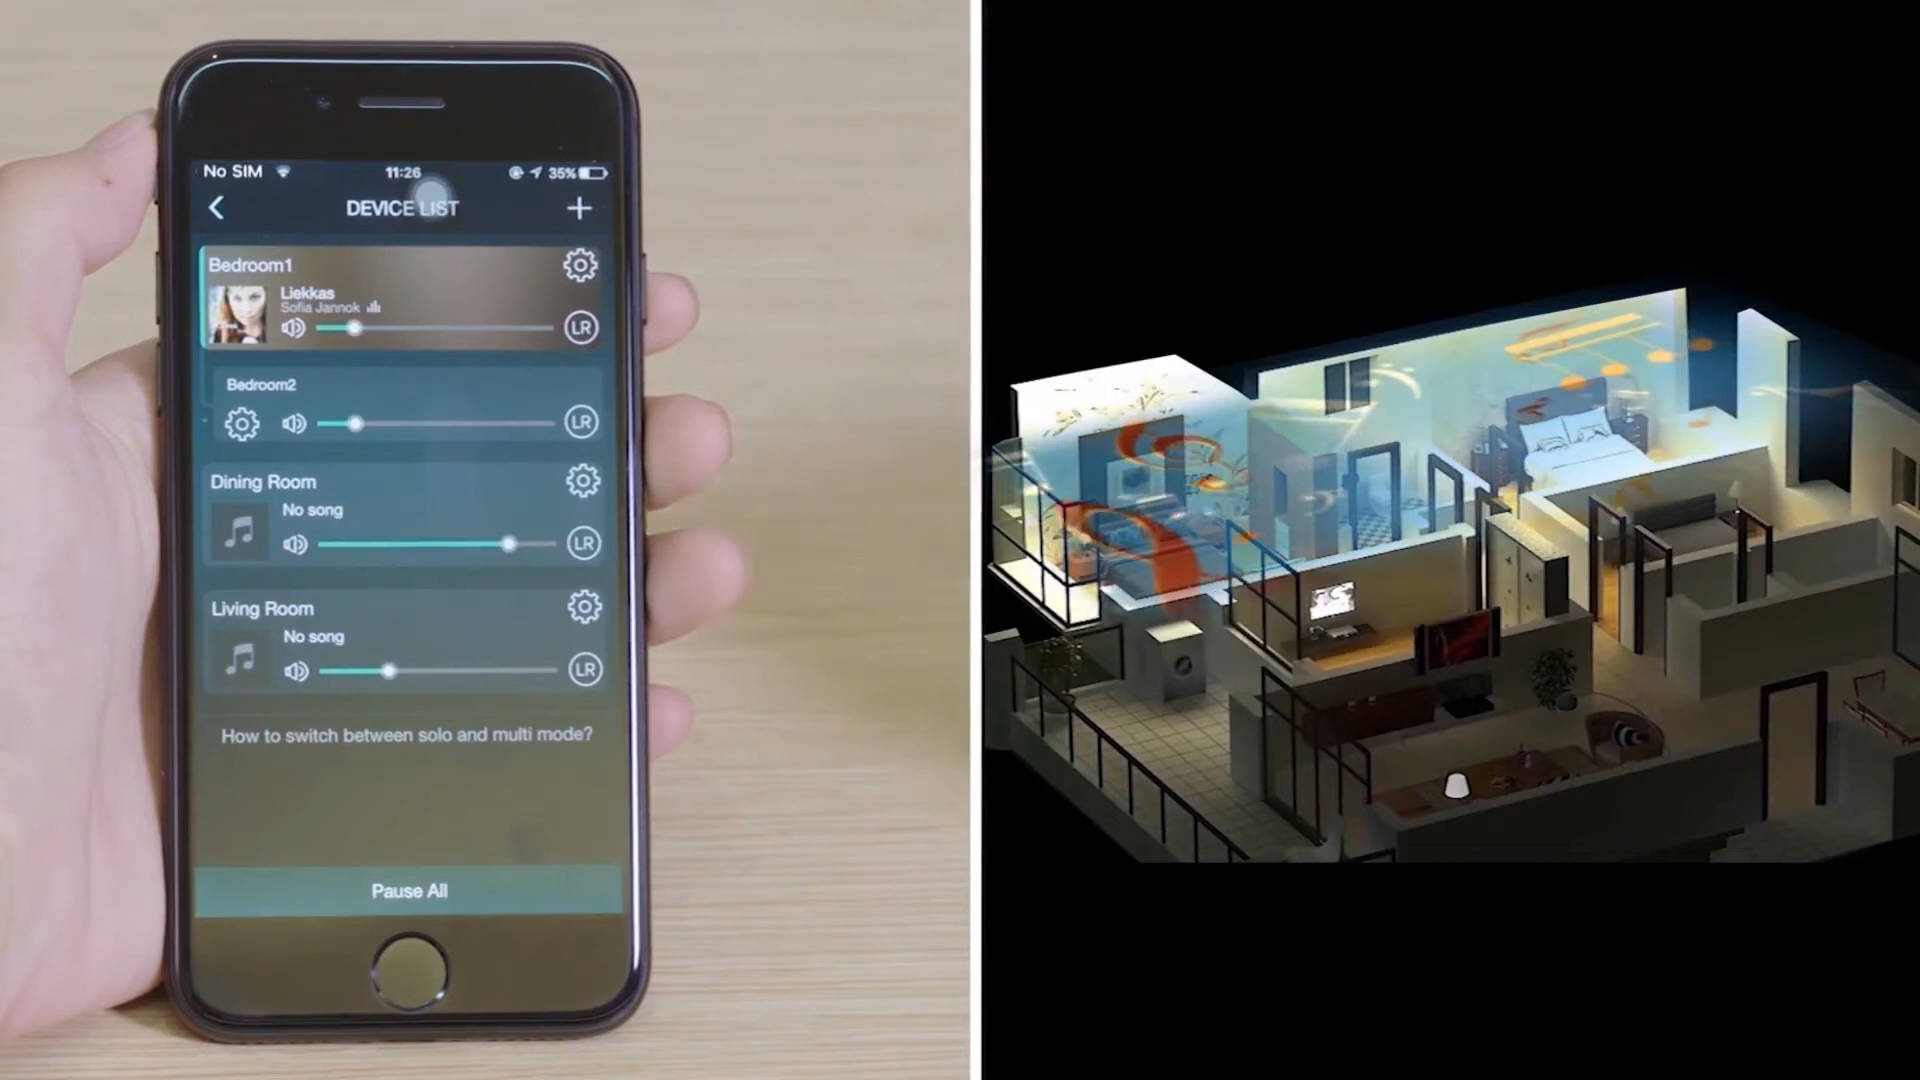 No SIM 11:26 35%
DEVICE LIST
Bedroom1
Liekkas
Sofia Jannok
LR
Bedroom2
LR
Dining Room
No song
LR
Living Room
No song
LR
How to switch between solo and multi mode?
Pause All